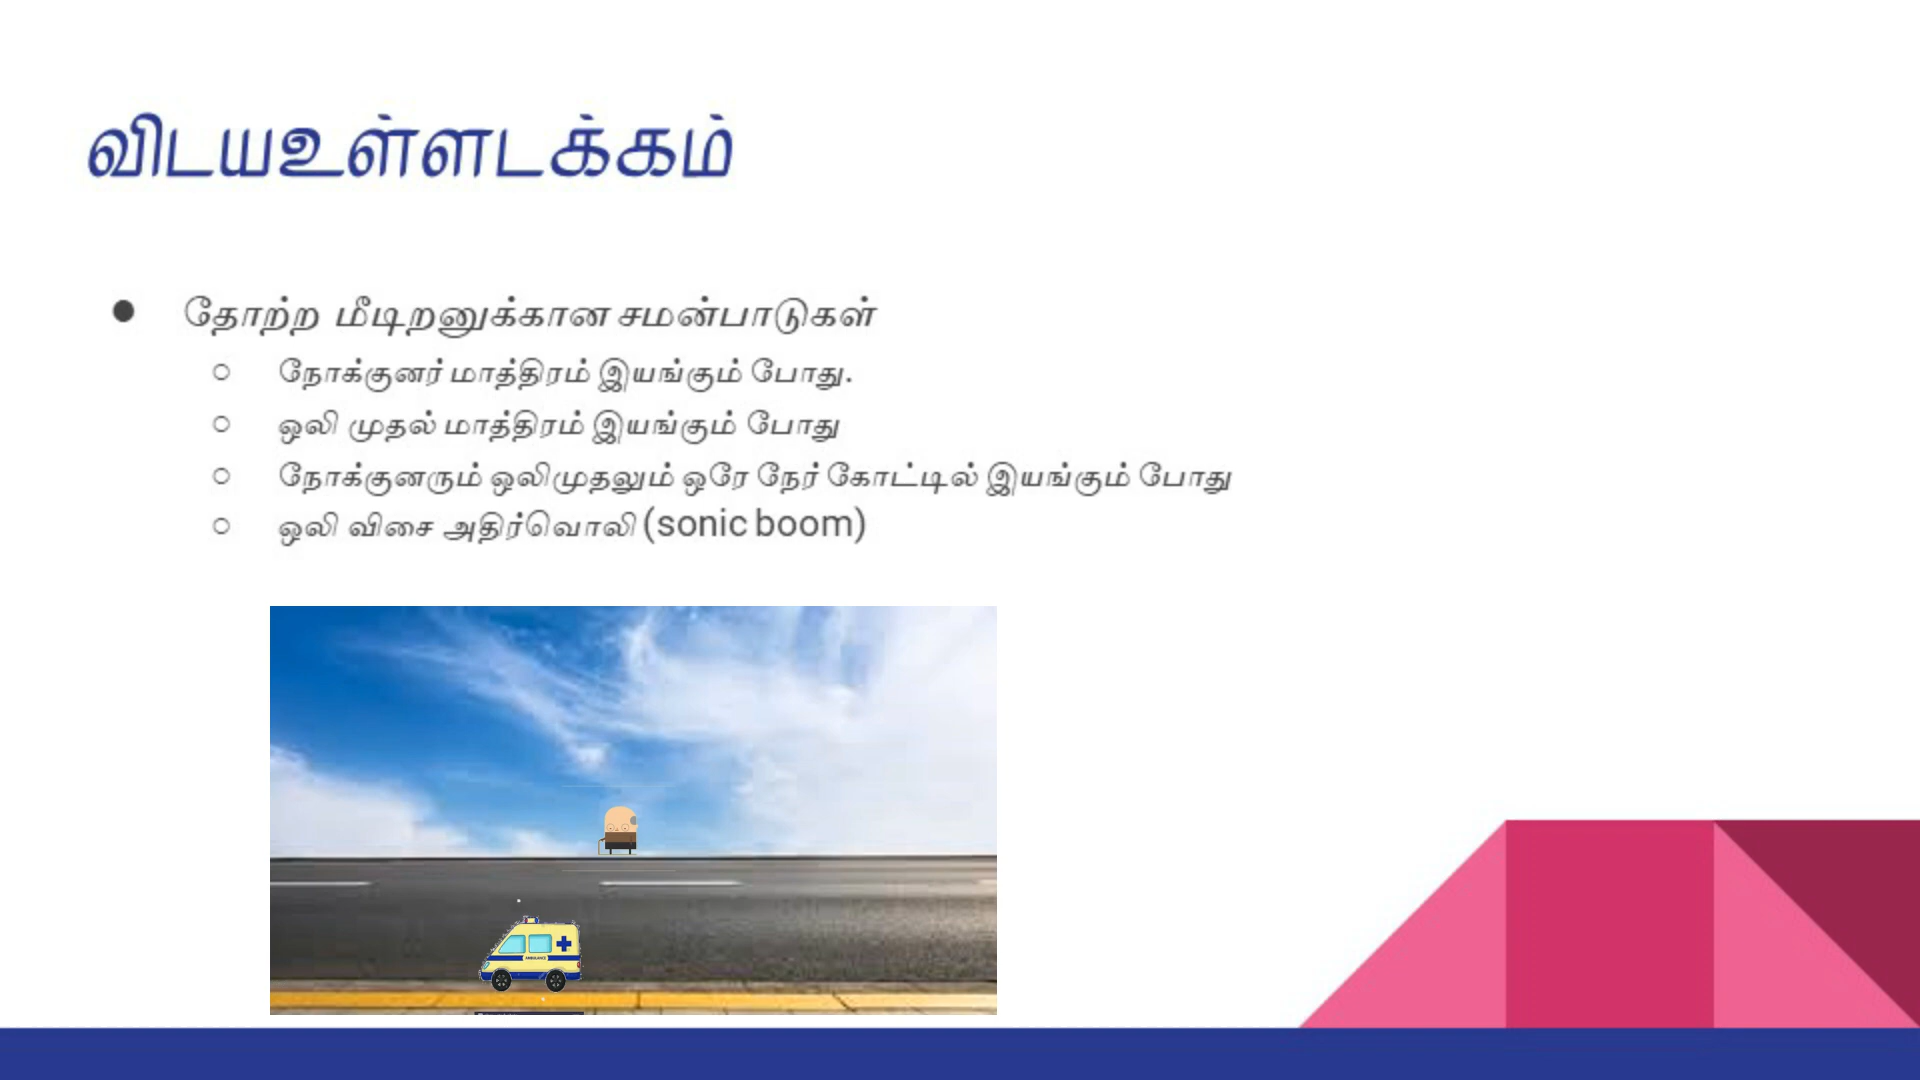 விடயஉள்ளடக்கம்
தோற்ற மீடிறனுக்கான சமன்பாடுகள்
நோக்குனர் மாத்திரம் இயங்கும் போது.
ஒலி முதல் மாத்திரம் இயங்கும் போது
நோக்குனரும் ஒலிமுதலும் ஒரே நேர் கோட்டில் இயங்கும் போது
ஒலி விசை அதிர்வொலி (sonic boom)
AMBULANCE